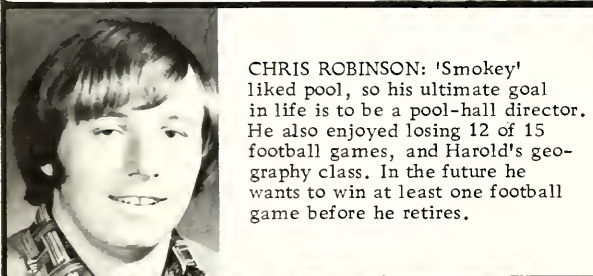 CHRIS ROBINSON: 'Smokey'
liked pool, so his ultimate goal
in life is to be a pool-hall director.
He also enjoyed losing 12 of 15
football games, and Harold's geo-
graphy class. In the future he
wants to win at least one football
game before he retires.